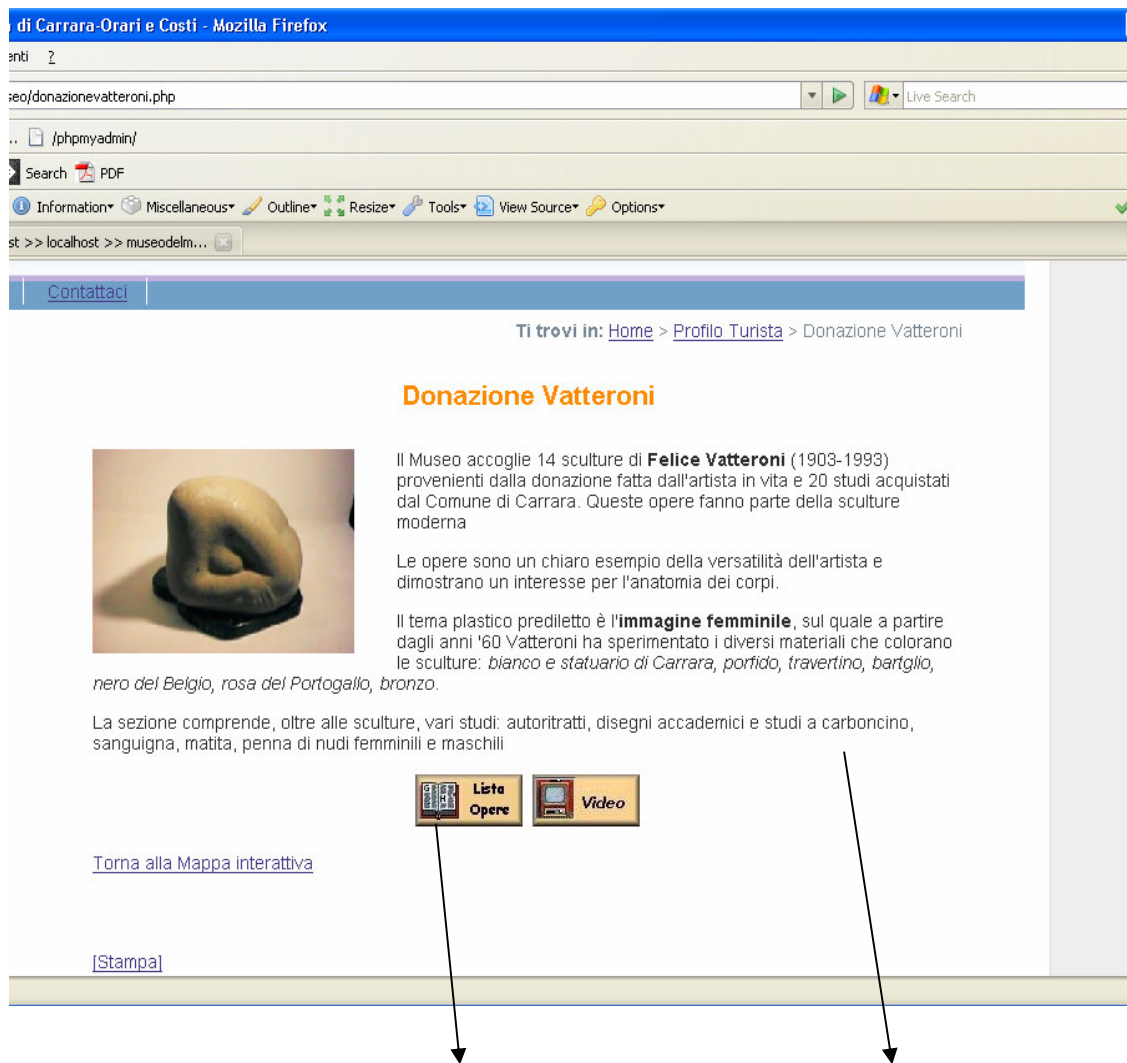 di Carrara-Orari e Costi - Mozilla Firefox
enti ?
seo/donazionevatteroni.php
Live Search
.. /phpmyadmin/
Search PDF
Information Miscellaneous Outline Resize Tools View Source Options
st >> localhost >> museodelm...
Contattaci
Ti trovi in: Home > Profilo Turista > Donazione Vatteroni
Donazione Vatteroni
Il Museo accoglie 14 sculture di Felice Vatteroni (1903-1993)
provenienti dalla donazione fatta dall'artista in vita e 20 studi acquistati
dal Comune di Carrara. Queste opere fanno parte della sculture
moderna
Le opere sono un chiaro esempio della versatilità dell'artista e
dimostrano un interesse per l'anatomia dei corpi.
Il tema plastico prediletto è l'immagine femminile, sul quale a partire
dagli anni '60 Vatteroni ha sperimentato i diversi materiali che colorano
le sculture: bianco e statuario di Carrara, porfido, travertino, bartglio,
nero del Belgio, rosa del Portogallo, bronzo.
La sezione comprende, oltre alle sculture, vari studi: autoritratti, disegni accademici e studi a carboncino,
sanguigna, matita, penna di nudi femminili e maschili
G H Lista
Opere
Video
Torna alla Mappa interattiva
[Stampa]